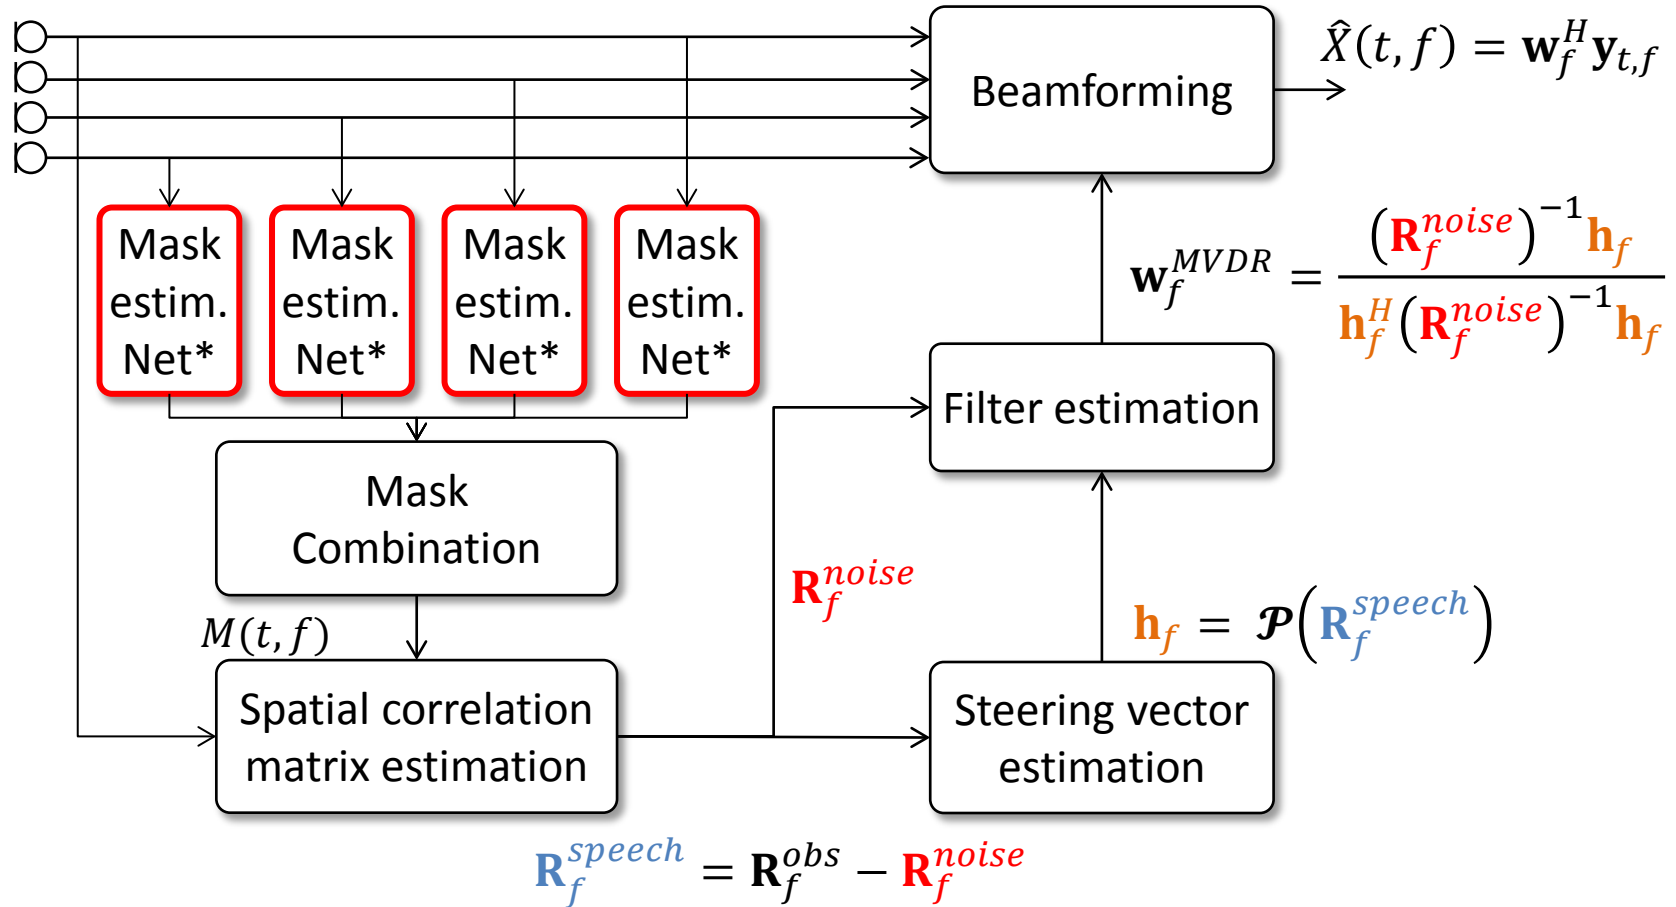 Beamforming
X̂(t, f) = w_f^H y_{t,f}
Mask
estim.
Net*
Mask
estim.
Net*
Mask
estim.
Net*
Mask
estim.
Net*
w_f^{MVDR} = (R_f^{noise})^{−1} h_f / h_f^H (R_f^{noise})^{−1} h_f
Filter estimation
Mask
Combination
R_f^{noise}
M(t, f)
h_f = 𝓟(R_f^{speech})
Spatial correlation
matrix estimation
Steering vector
estimation
R_f^{speech} = R_f^{obs} − R_f^{noise}